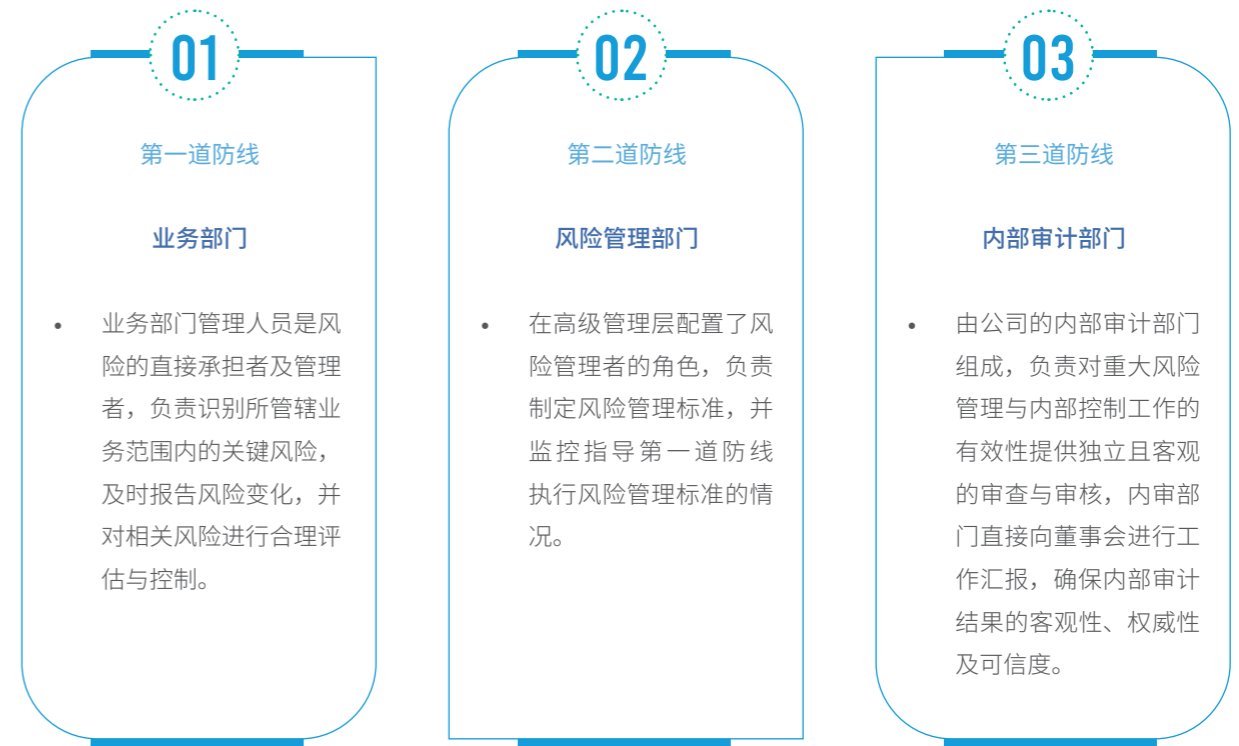 01
第一道防线
业务部门
• 业务部门管理人员是风
险的直接承担者及管理
者，负责识别所管辖业
务范围内的关键风险，
及时报告风险变化，并
对相关风险进行合理评
估与控制。
02
第二道防线
风险管理部门
• 在高级管理层配置了风
险管理者的角色，负责
制定风险管理标准，并
监控指导第一道防线
执行风险管理标准的情
况。
03
第三道防线
内部审计部门
• 由公司的内部审计部门
组成，负责对重大风险
管理与内部控制工作的
有效性提供独立且客观
的审查与审核，内审部
门直接向董事会进行工
作汇报，确保内部审计
结果的客观性、权威性
及可信度。